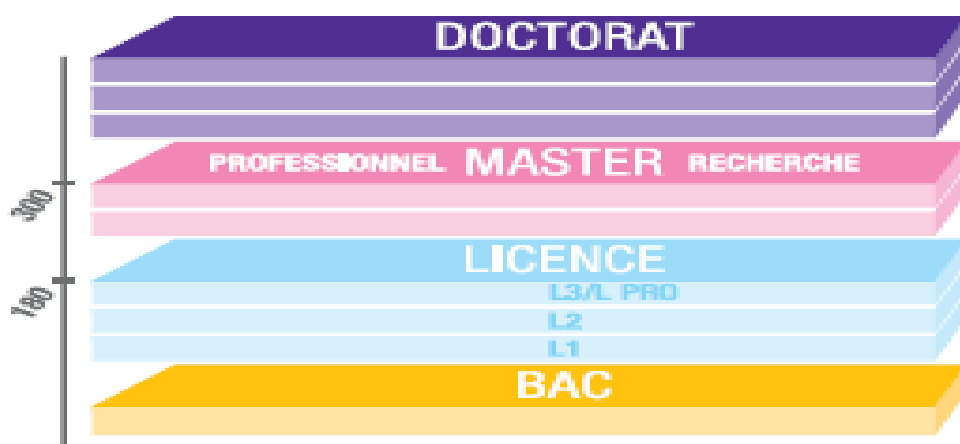 DOCTORAT
PROFESSIONNEL MASTER RECHERCHE
300
LICENCE
180
L3/L PRO
L2
L1
BAC